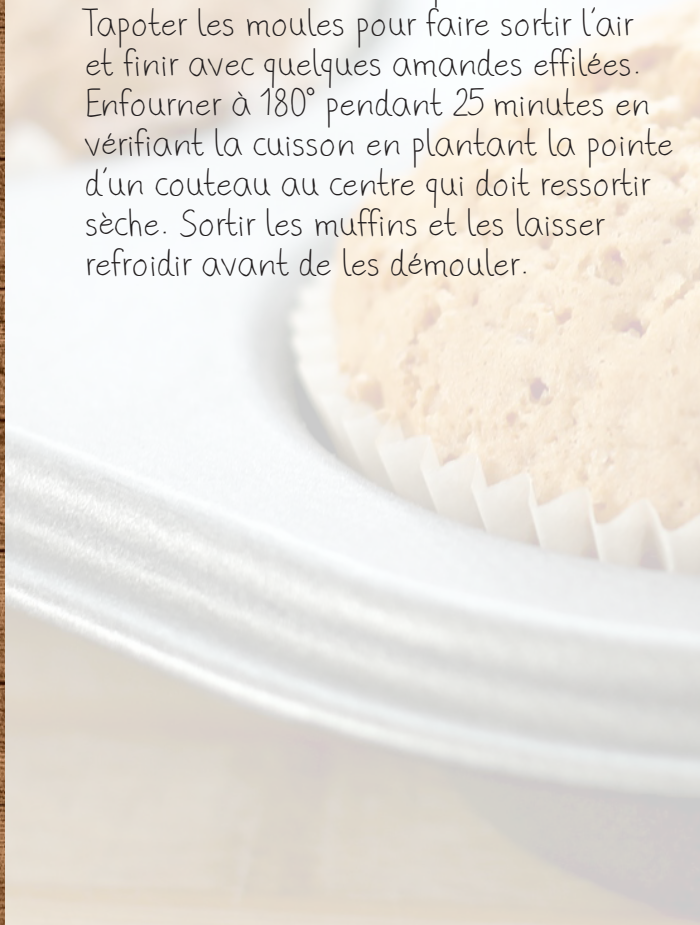 Tapoter les moules pour faire sortir l'air
et finir avec quelques amandes effilées.
Enfourner à 180° pendant 25 minutes en
vérifiant la cuisson en plantant la pointe
d'un couteau au centre qui doit ressortir
sèche. Sortir les muffins et les laisser
refroidir avant de les démouler.